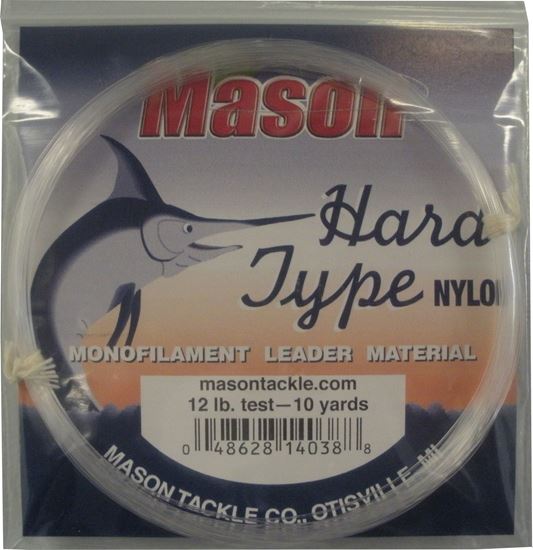 Mason
Hard
Type NYLON
MONOFILAMENT LEADER MATERIAL
masontackle.com
12 lb. test—10 yards
0 48628 14038 8
MASON TACKLE CO., OTISVILLE, MI